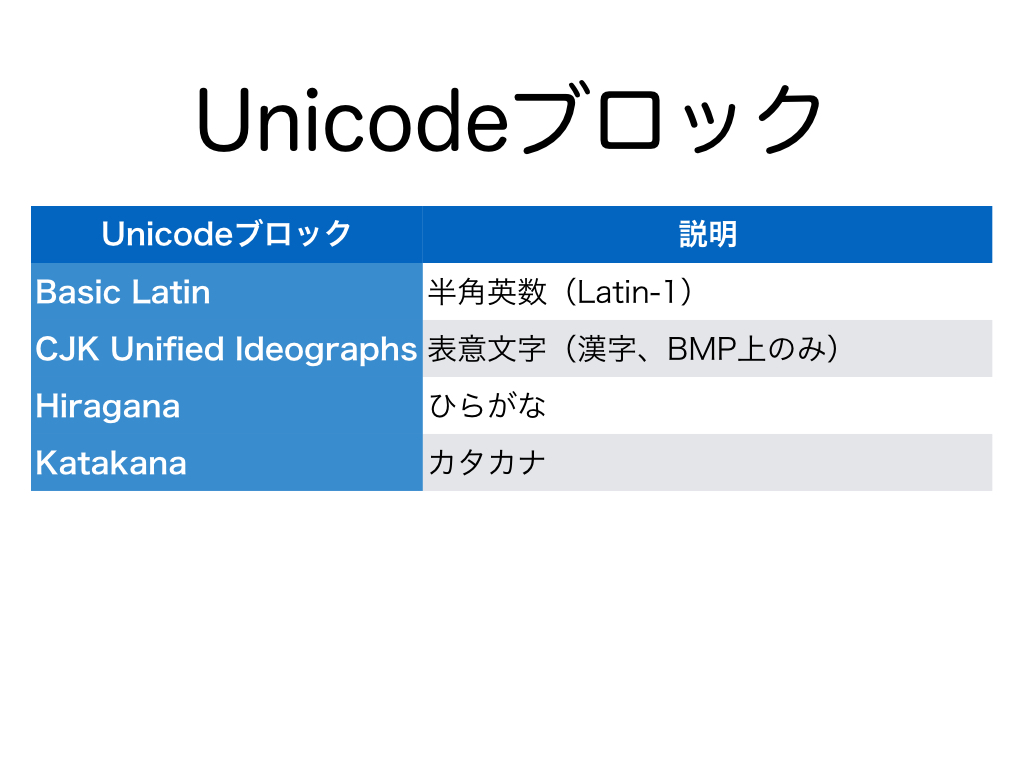 Unicodeブロック
Unicodeブロック 説明
Basic Latin 半角英数（Latin-1）
CJK Unified Ideographs 表意文字（漢字、BMP上のみ）
Hiragana ひらがな
Katakana カタカナ